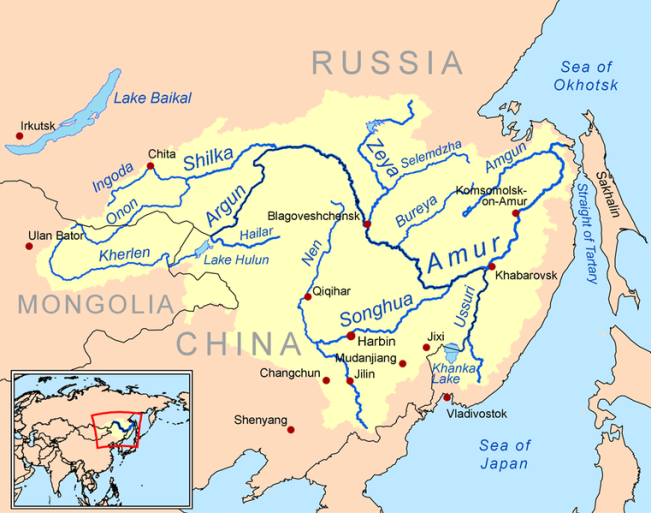 RUSSIA
Sea of
Okhotsk
Lake Baikal
Irkutsk
Chita
Shilka
Ingoda
Onon
Argun
Zeya
Selemdzha
Amgun
Bureya
Komsomolsk-
on-Amur
Sakhalin
Straight of Tartary
Blagoveshchensk
Ulan Bator
Kherlen
Hailar
Lake Hulun
Nen
Amur
Khabarovsk
MONGOLIA
Qiqihar
Songhua
Ussuri
CHINA
Harbin
Jixi
Mudanjiang
Khanka
Lake
Changchun
Jilin
Vladivostok
Shenyang
Sea of
Japan